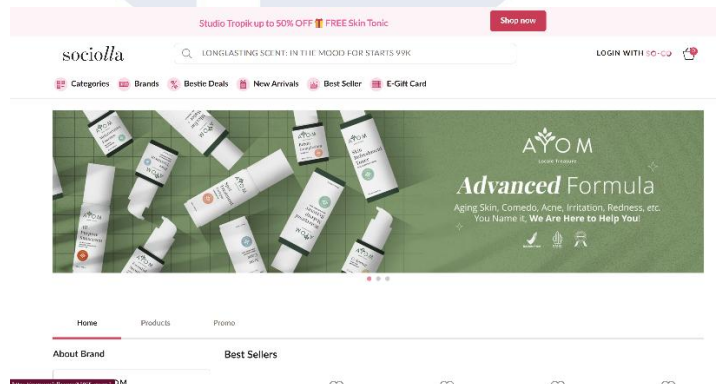 Studio Tropik up to 50% OFF 🎁 FREE Skin Tonic
Shop now
sociolla
LONGLASTING SCENT: IN THE MOOD FOR STARTS 99K
LOGIN WITH SO-CO
Categories
Brands
Bestie Deals
New Arrivals
Best Seller
E-Gift Card
AYOM
Advanced Formula
Aging Skin, Comedo, Acne, Irritation, Redness, etc.
You Name it, We Are Here to Help You!
Home
Products
Promo
About Brand
Best Sellers